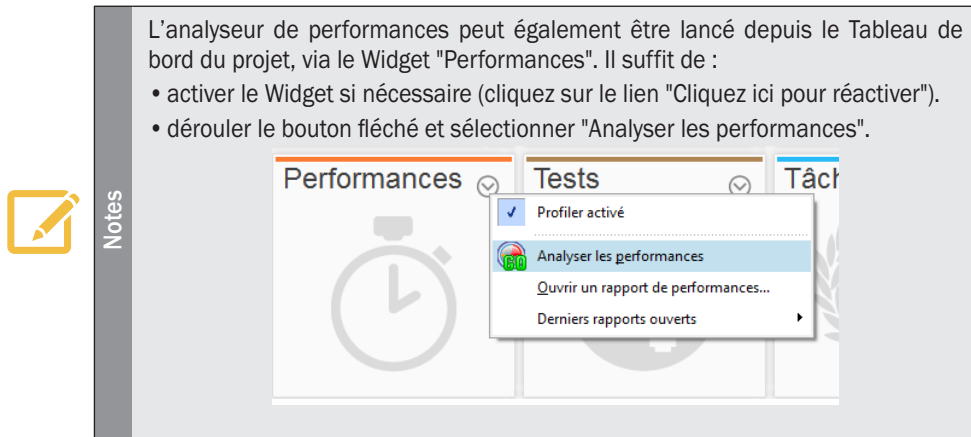 L'analyseur de performances peut également être lancé depuis le Tableau de
bord du projet, via le Widget "Performances". Il suffit de :
• activer le Widget si nécessaire (cliquez sur le lien "Cliquez ici pour réactiver").
• dérouler le bouton fléché et sélectionner "Analyser les performances".
Notes
Performances
Tests
Tâch
Profiler activé
Analyser les performances
Ouvrir un rapport de performances...
Derniers rapports ouverts